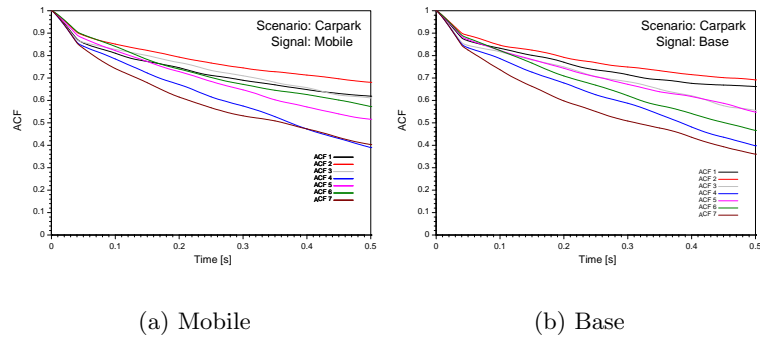 Scenario: Carpark
Signal: Mobile
1
0.9
0.8
0.7
0.6
0.5
0.4
0.3
0.2
0.1
0
ACF
ACF 1
ACF 2
ACF 3
ACF 4
ACF 5
ACF 6
ACF 7
0 0.1 0.2 0.3 0.4 0.5
Time [s]
(a) Mobile
Scenario: Carpark
Signal: Base
1
0.9
0.8
0.7
0.6
0.5
0.4
0.3
0.2
0.1
0
ACF
ACF 1
ACF 2
ACF 3
ACF 4
ACF 5
ACF 6
ACF 7
0 0.1 0.2 0.3 0.4 0.5
Time [s]
(b) Base